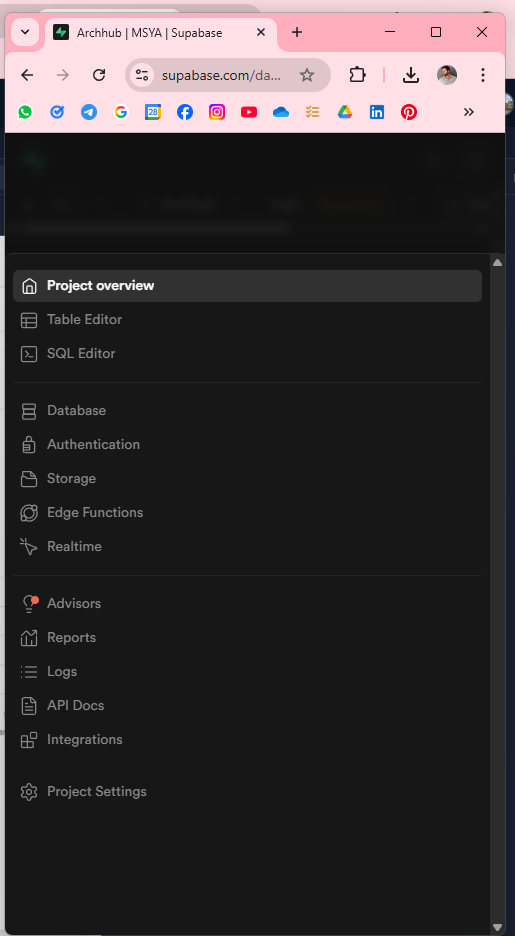 Archhub | MSYA | Supabase
supabase.com/da...
28
Project overview
Table Editor
SQL Editor
Database
Authentication
Storage
Edge Functions
Realtime
Advisors
Reports
Logs
API Docs
Integrations
Project Settings